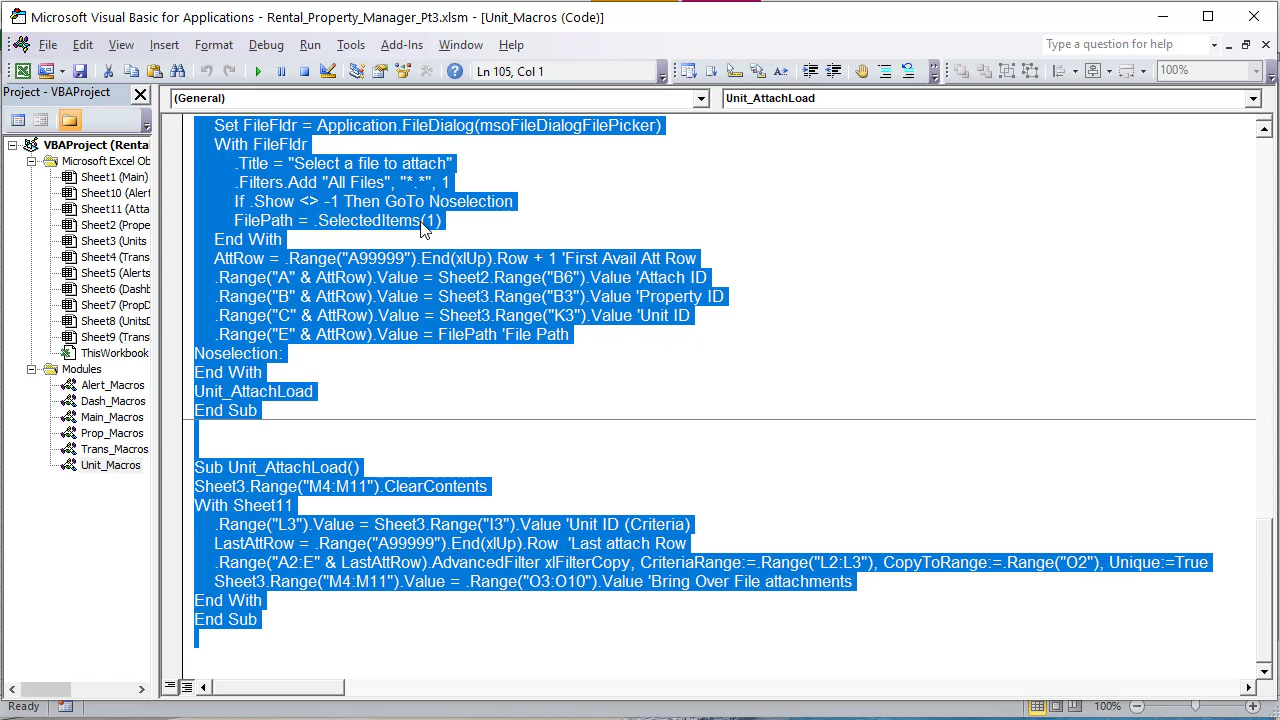 Microsoft Visual Basic for Applications - Rental_Property_Manager_Pt3.xlsm - [Unit_Macros (Code)]
File Edit View Insert Format Debug Run Tools Add-Ins Window Help
Type a question for help
Ln 105, Col 1
100%
Project - VBAProject
(General)
Unit_AttachLoad
VBAProject (Rental
Microsoft Excel Ob
Sheet1 (Main)
Sheet10 (Alert
Sheet11 (Attac
Sheet2 (Prope
Sheet3 (Units
Sheet4 (Trans
Sheet5 (Alerts
Sheet6 (Dashb
Sheet7 (PropD
Sheet8 (UnitsD
Sheet9 (Trans
ThisWorkbook
Modules
Alert_Macros
Dash_Macros
Main_Macros
Prop_Macros
Trans_Macros
Unit_Macros
Set FileFldr = Application.FileDialog(msoFileDialogFilePicker)
With FileFldr
.Title = "Select a file to attach"
.Filters.Add "All Files", "*.*", 1
If .Show <> -1 Then GoTo Noselection
FilePath = .SelectedItems(1)
End With
AttRow = .Range("A99999").End(xlUp).Row + 1 'First Avail Att Row
.Range("A" & AttRow).Value = Sheet2.Range("B6").Value 'Attach ID
.Range("B" & AttRow).Value = Sheet3.Range("B3").Value 'Property ID
.Range("C" & AttRow).Value = Sheet3.Range("K3").Value 'Unit ID
.Range("E" & AttRow).Value = FilePath 'File Path
Noselection:
End With
Unit_AttachLoad
End Sub
Sub Unit_AttachLoad()
Sheet3.Range("M4:M11").ClearContents
With Sheet11
.Range("L3").Value = Sheet3.Range("I3").Value 'Unit ID (Criteria)
LastAttRow = .Range("A99999").End(xlUp).Row 'Last attach Row
.Range("A2:E" & LastAttRow).AdvancedFilter xlFilterCopy, CriteriaRange:=.Range("L2:L3"), CopyToRange:=.Range("O2"), Unique:=True
Sheet3.Range("M4:M11").Value = .Range("O3:O10").Value 'Bring Over File attachments
End With
End Sub
Ready
100%